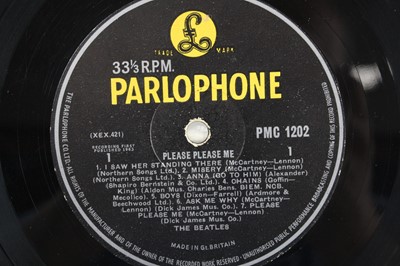 £
TRADE MARK
33⅓ R.P.M.
PARLOPHONE
(XEX.421)
RECORDING FIRST
PUBLISHED 1963
PLEASE PLEASE ME
PMC 1202
1
1
1. I SAW HER STANDING THERE (McCartney—Lennon)
(Northern Songs Ltd.) 2. MISERY (McCartney—Lennon)
(Northern Songs Ltd.) 3. ANNA (GO TO HIM) (Alexander)
(Shapiro Bernstein & Co. Ltd.) 4. CHAINS (Goffin—
King) (Aldon Mus. Charles Bens. BIEM. NCB.
Mecolico.) 5. BOYS (Dixon—Farrell) (Ardmore &
Beechwood Ltd.) 6. ASK ME WHY (McCartney—
Lennon) (Dick James Mus. Co.) 7. PLEASE
PLEASE ME (McCartney—Lennon)
(Dick James Mus. Co.)
THE BEATLES
MADE IN GT. BRITAIN
THE PARLOPHONE CO. LTD. ALL RIGHTS OF THE MANUFACTURER AND OF THE OWNER OF THE RECORDED WORK RESERVED. UNAUTHORISED PUBLIC PERFORMANCE, BROADCASTING AND COPYING OF THIS RECORD PROHIBITED